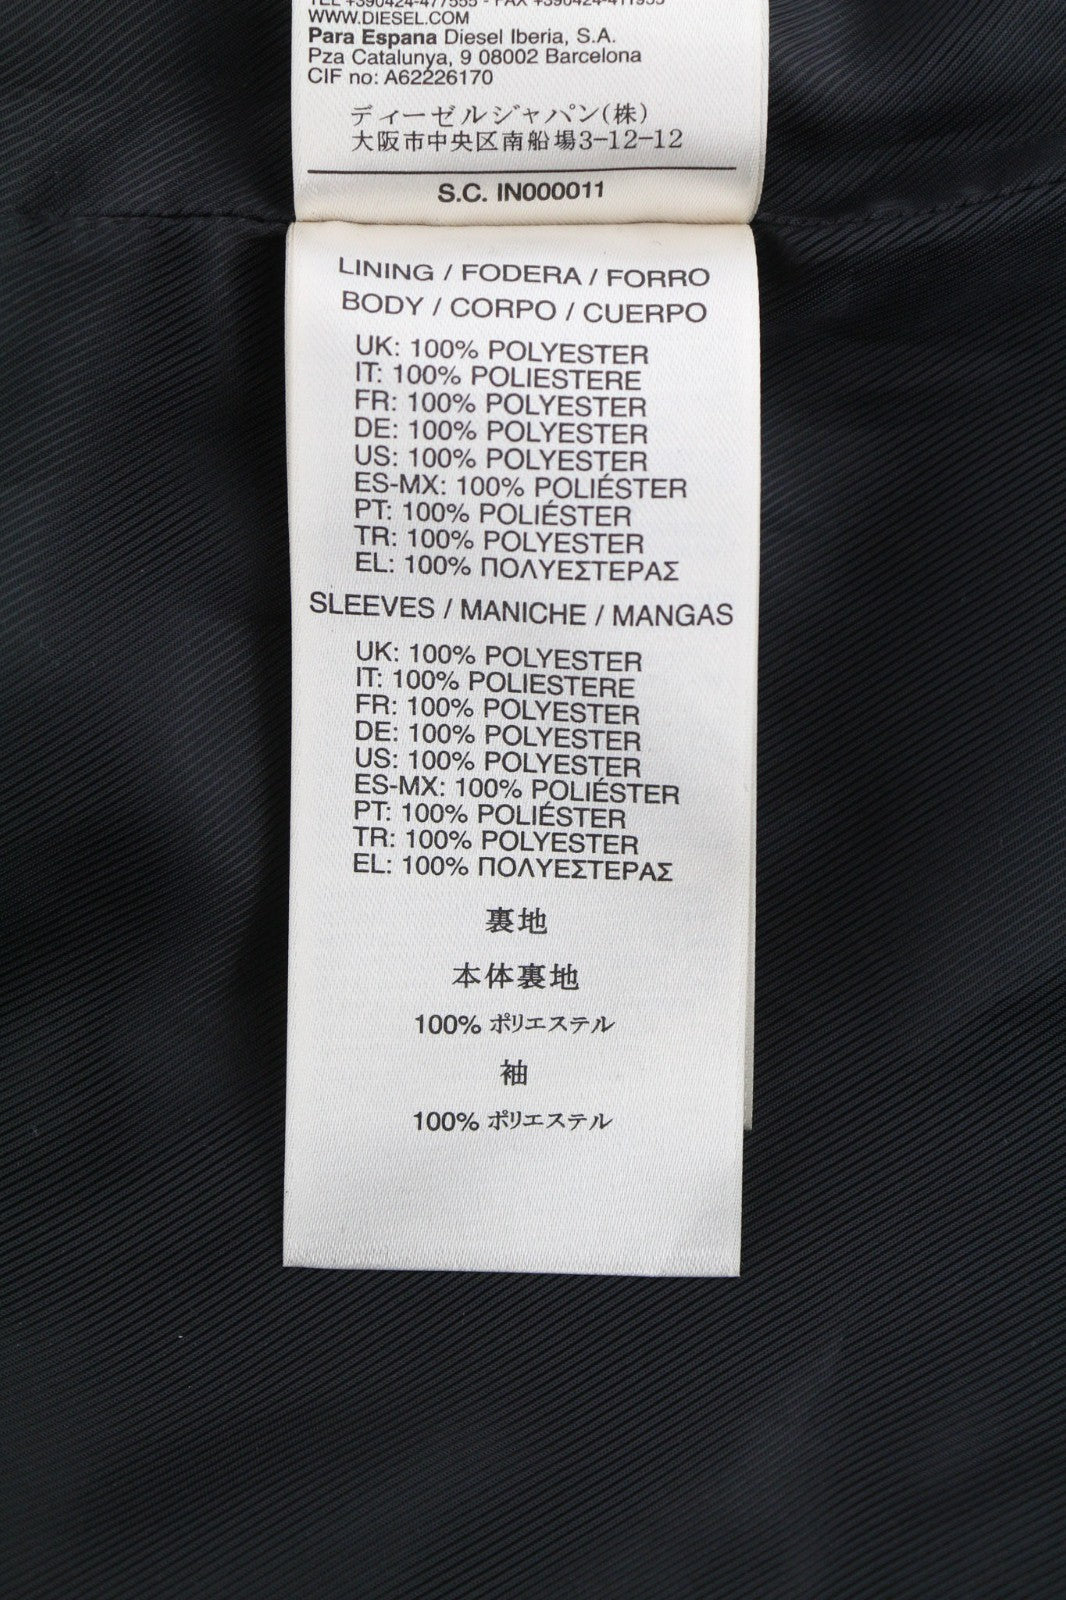 TEL +390424-477555 - FAX +390424-411955
WWW.DIESEL.COM
Para Espana Diesel Iberia, S.A.
Pza Catalunya, 9 08002 Barcelona
CIF no: A62226170
ディーゼルジャパン(株)
大阪市中央区南船場3-12-12
S.C. IN000011
LINING / FODERA / FORRO
BODY / CORPO / CUERPO
UK: 100% POLYESTER
IT: 100% POLIESTERE
FR: 100% POLYESTER
DE: 100% POLYESTER
US: 100% POLYESTER
ES-MX: 100% POLIÉSTER
PT: 100% POLIÉSTER
TR: 100% POLYESTER
EL: 100% ΠΟΛΥΕΣΤΕΡΑΣ
SLEEVES / MANICHE / MANGAS
UK: 100% POLYESTER
IT: 100% POLIESTERE
FR: 100% POLYESTER
DE: 100% POLYESTER
US: 100% POLYESTER
ES-MX: 100% POLIÉSTER
PT: 100% POLIÉSTER
TR: 100% POLYESTER
EL: 100% ΠΟΛΥΕΣΤΕΡΑΣ
裏地
本体裏地
100% ポリエステル
袖
100% ポリエステル